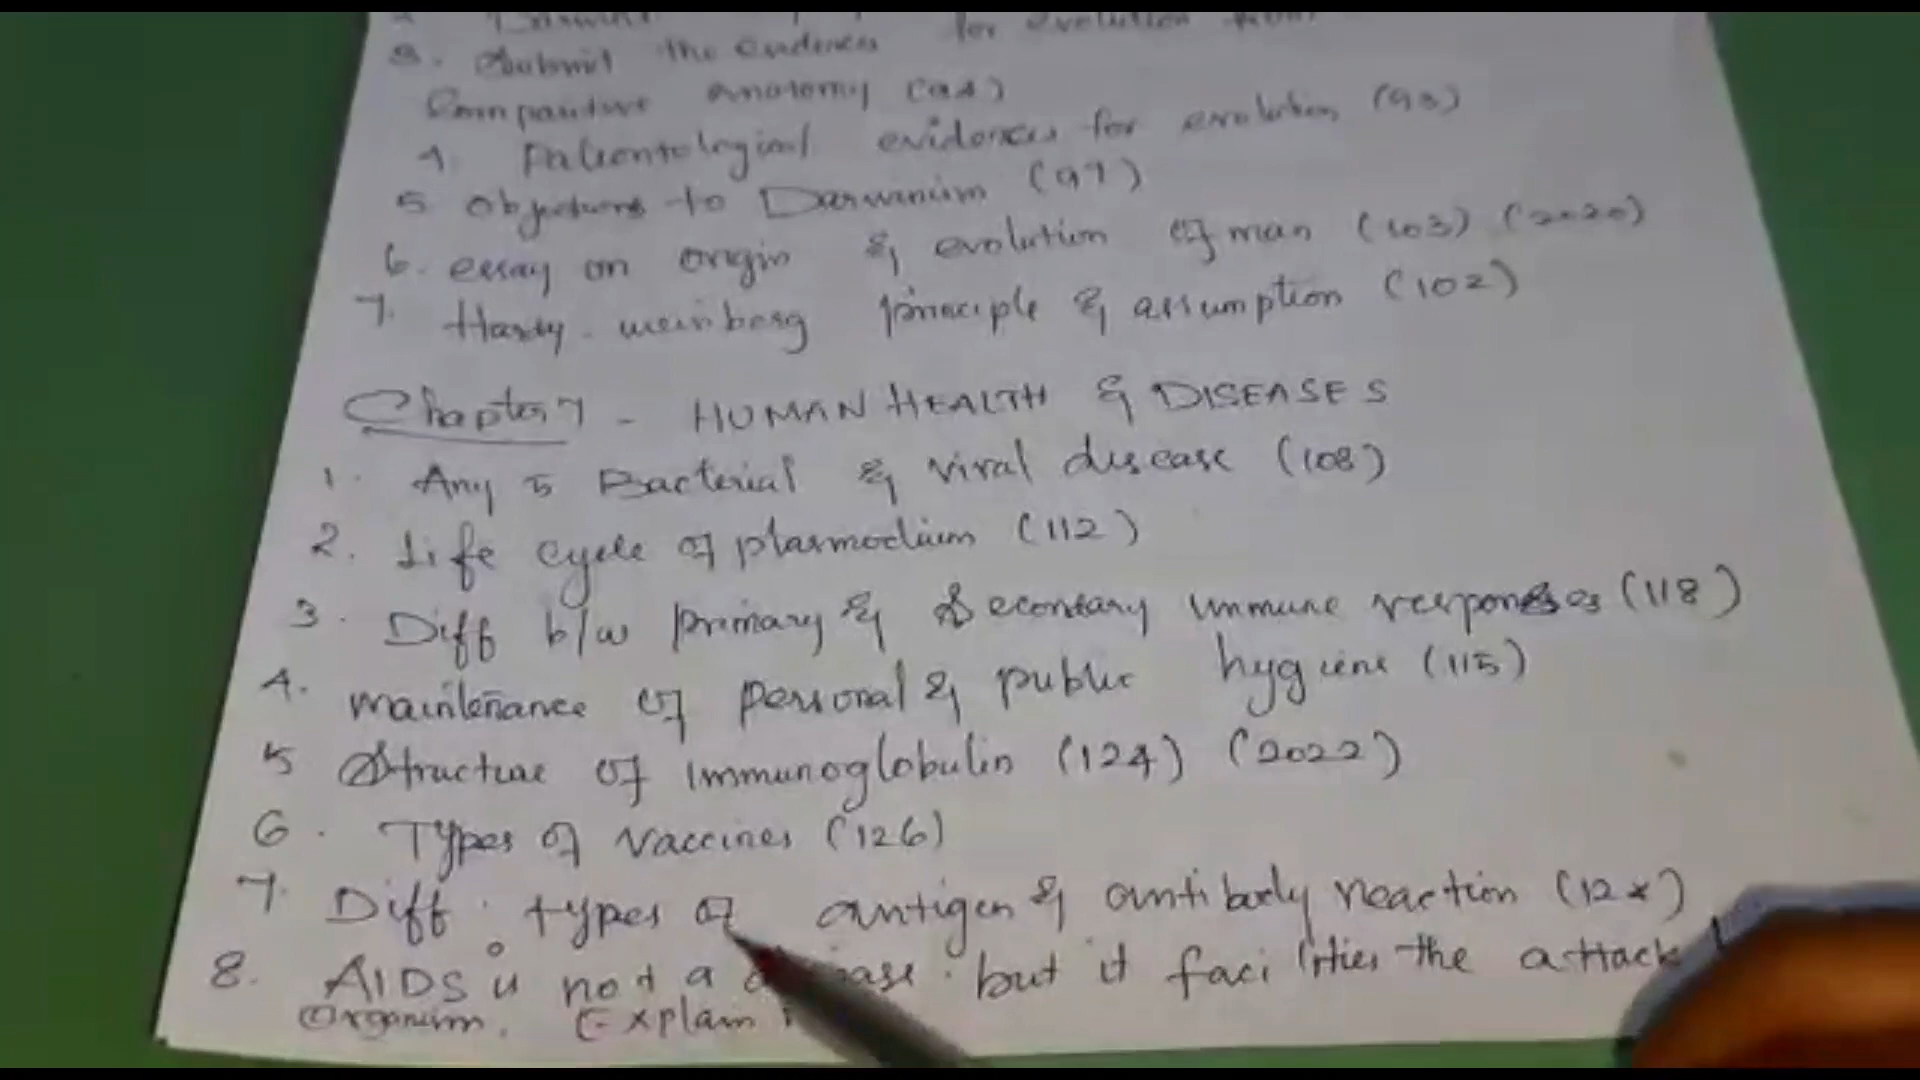 3. Submit the evidences for evolution from
Comparative anatomy
4. Paleontological evidences for evolution (93)
5 Objections to Darwinism (97)
6. essay on origin & evolution of man (103) (2020)
7. Hardy-weinberg principle & assumption (102)
Chapter 7 - HUMAN HEALTH & DISEASES
1. Any 5 Bacterial & viral disease (108)
2. Life cycle of plasmodium (112)
3. Diff b/w primary & Secondary immune responses (118)
4. maintenance of personal & public hygiene (115)
5 Structure of immunoglobulin (124) (2022)
6. Types of vaccines (126)
7. Diff. types of antigen & antibody reaction
8. AIDS is not a but it the attack
Organism. Explain